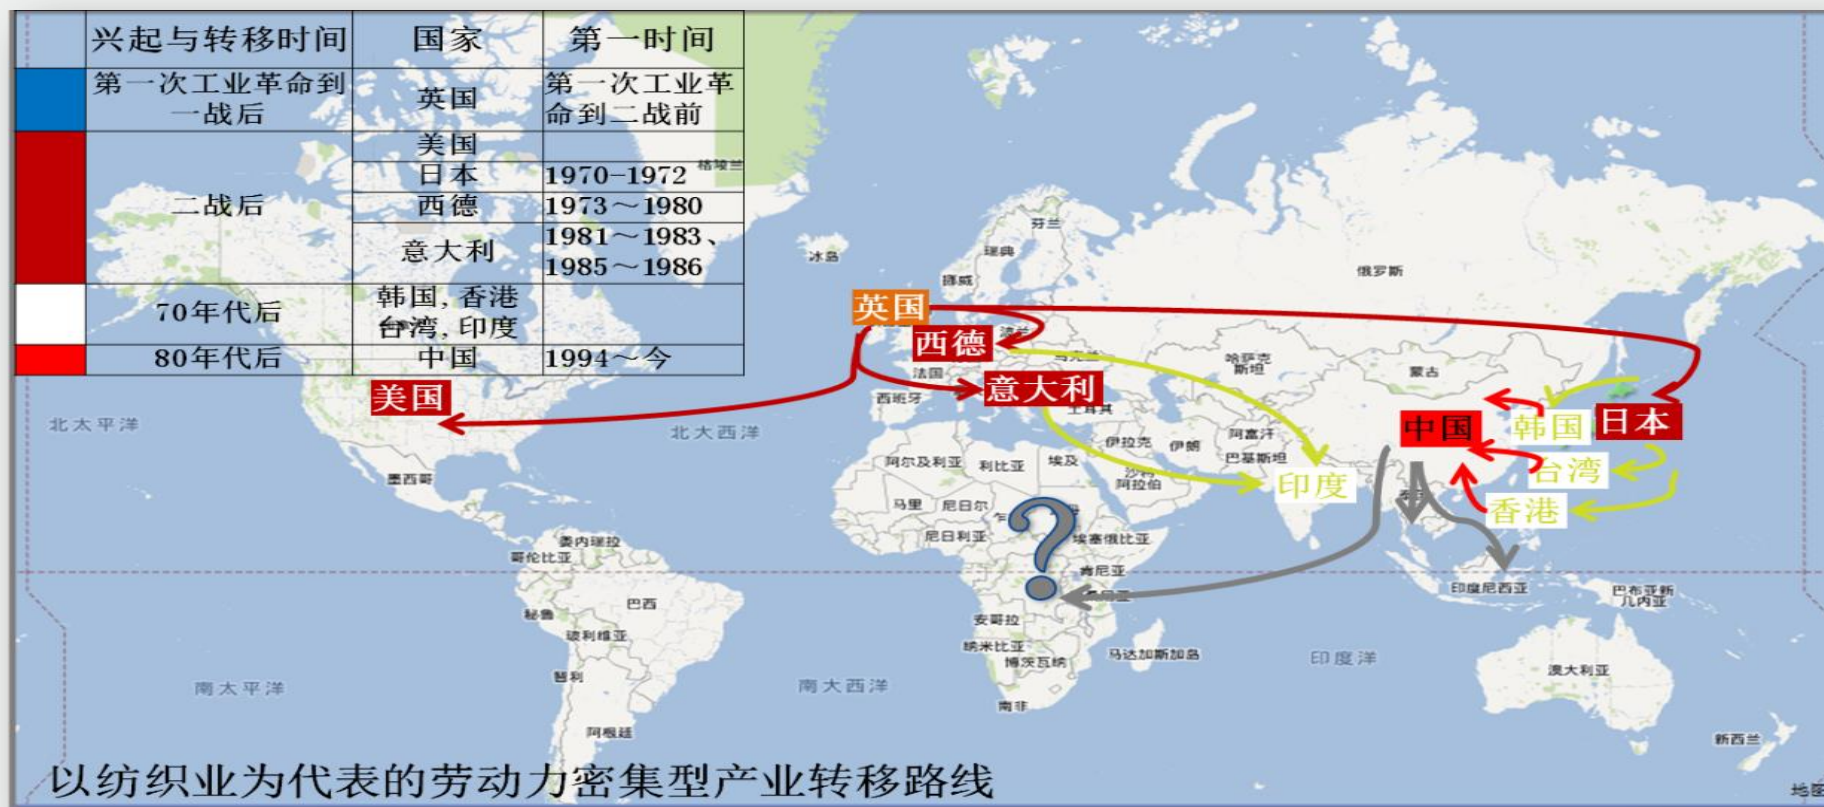 兴起与转移时间 国家 第一时间
第一次工业革命到
一战后
英国
第一次工业革
命到二战前
二战后
美国
日本 1970-1972
西德 1973～1980
意大利
1981～1983、
1985～1986
70年代后
韩国, 香港
台湾, 印度
80年代后 中国 1994～今
格陵兰
冰岛
芬兰
瑞典
挪威
俄罗斯
英国
西德
法国
意大利
西班牙
土耳其
哈萨克
斯坦
蒙古
美国
北太平洋
北大西洋
中国
韩国
日本
台湾
香港
印度
伊拉克
伊朗
阿富汗
巴基斯坦
沙特
阿拉伯
阿尔及利亚
利比亚
埃及
墨西哥
马里
尼日尔
尼日利亚
埃塞俄比亚
肯尼亚
?
委内瑞拉
哥伦比亚
巴西
秘鲁
玻利维亚
智利
阿根廷
安哥拉
纳米比亚
博茨瓦纳
南非
马达加斯加岛
印度尼西亚
巴布亚新
几内亚
澳大利亚
新西兰
印度洋
南太平洋
南大西洋
以纺织业为代表的劳动力密集型产业转移路线